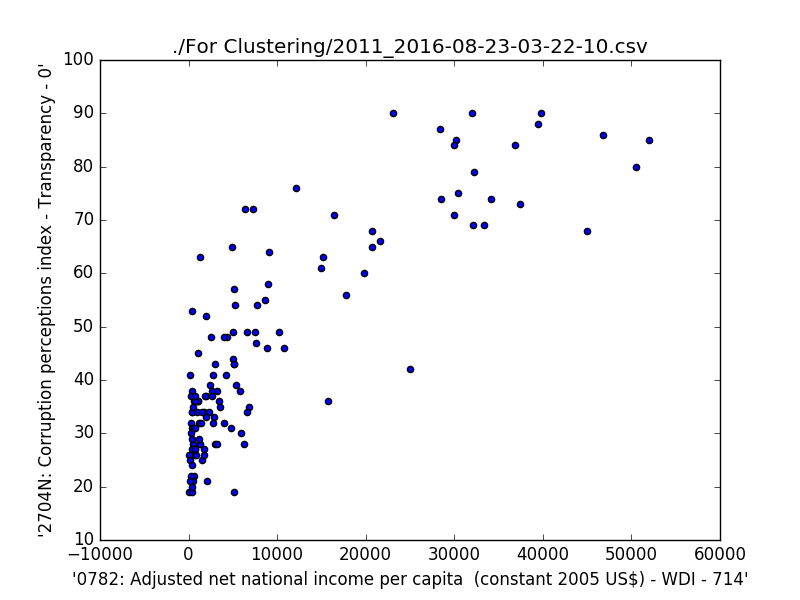 ./For Clustering/2011_2016-08-23-03-22-10.csv
100
90
80
70
60
50
40
30
20
10
'2704N: Corruption perceptions index - Transparency - 0'
−10000 0 10000 20000 30000 40000 50000 60000
'0782: Adjusted net national income per capita  (constant 2005 US$) - WDI - 714'